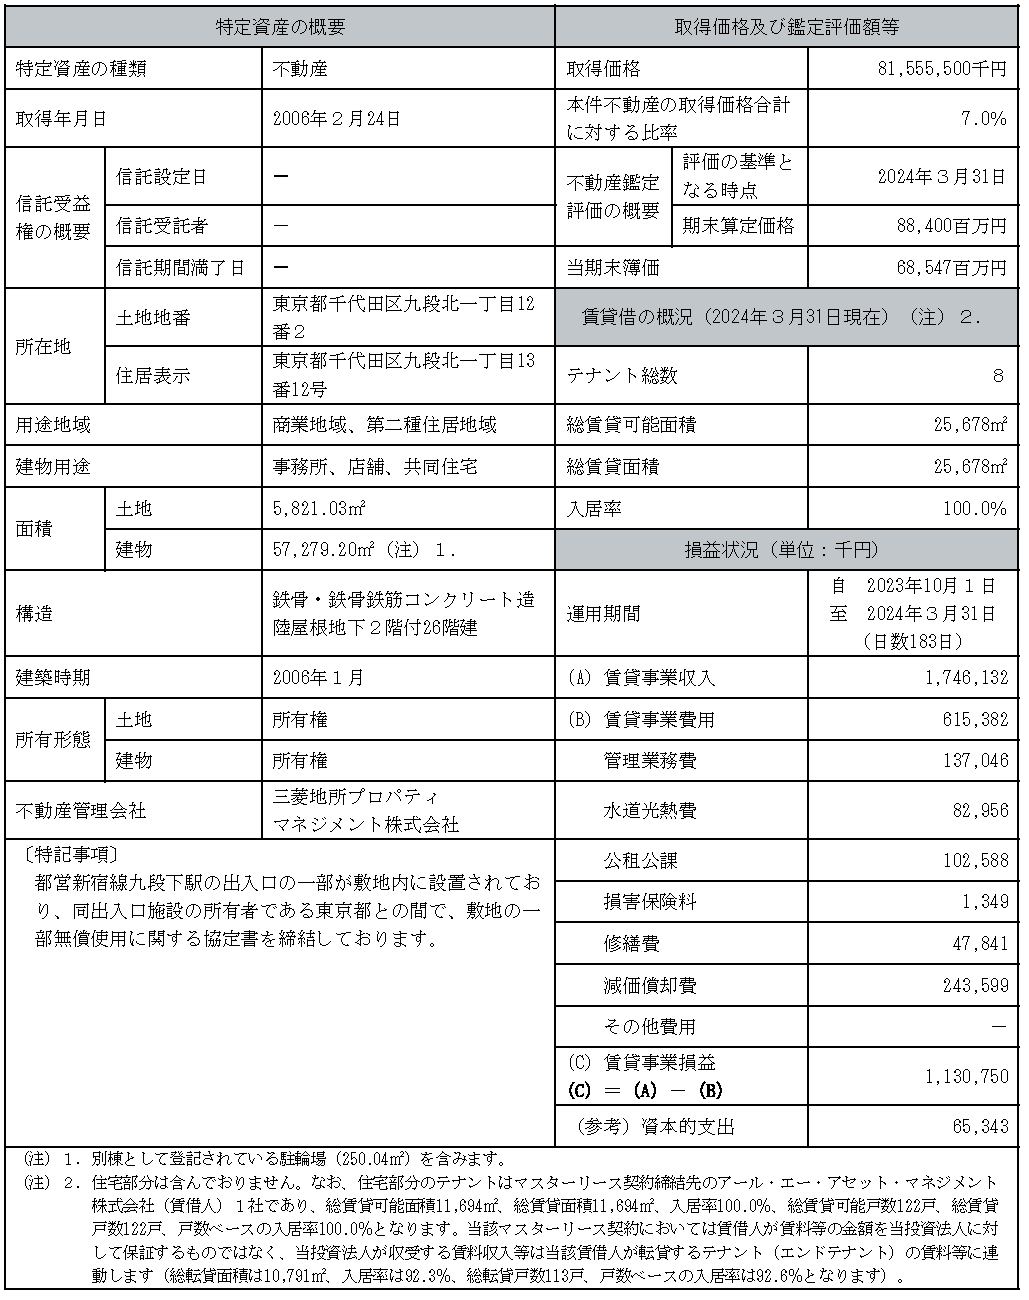 特定資産の概要
取得価格及び鑑定評価額等
特定資産の種類
不動産
取得価格
81,555,500千円
取得年月日
2006年２月24日
本件不動産の取得価格合計
に対する比率
7.0%
信託受益
権の概要
信託設定日
－
不動産鑑定
評価の概要
評価の基準と
なる時点
2024年３月31日
信託受託者
－
期末算定価格
88,400百万円
信託期間満了日
－
当期末簿価
68,547百万円
所在地
土地地番
東京都千代田区九段北一丁目12
番２
賃貸借の概況（2024年３月31日現在）（注）２.
住居表示
東京都千代田区九段北一丁目13
番12号
テナント総数
８
用途地域
商業地域、第二種住居地域
総賃貸可能面積
25,678㎡
建物用途
事務所、店舗、共同住宅
総賃貸面積
25,678㎡
面積
土地
5,821.03㎡
入居率
100.0%
建物
57,279.20㎡（注）１.
損益状況（単位：千円）
構造
鉄骨・鉄骨鉄筋コンクリート造
陸屋根地下２階付26階建
運用期間
自　2023年10月１日
至　2024年３月31日
（日数183日）
建築時期
2006年１月
(A) 賃貸事業収入
1,746,132
所有形態
土地
所有権
(B) 賃貸事業費用
615,382
建物
所有権
管理業務費
137,046
不動産管理会社
三菱地所プロパティ
マネジメント株式会社
水道光熱費
82,956
〔特記事項〕
都営新宿線九段下駅の出入口の一部が敷地内に設置されてお
り、同出入口施設の所有者である東京都との間で、敷地の一
部無償使用に関する協定書を締結しております。
公租公課
102,588
損害保険料
1,349
修繕費
47,841
減価償却費
243,599
その他費用
－
(C) 賃貸事業損益
(C) ＝ (A) － (B)
1,130,750
（参考）資本的支出
65,343
（注）１. 別棟として登記されている駐輪場（250.04㎡）を含みます。
（注）２. 住宅部分は含んでおりません。なお、住宅部分のテナントはマスターリース契約締結先のアール・エー・アセット・マネジメント
株式会社（賃借人）１社であり、総賃貸可能面積11,694㎡、総賃貸面積11,694㎡、入居率100.0%、総賃貸可能戸数122戸、総賃貸
戸数122戸、戸数ベースの入居率100.0%となります。当該マスターリース契約においては賃借人が賃料等の金額を当投資法人に対
して保証するものではなく、当投資法人が収受する賃料収入等は当該賃借人が転貸するテナント（エンドテナント）の賃料等に連
動します（総転貸面積は10,791㎡、入居率は92.3%、総転貸戸数113戸、戸数ベースの入居率は92.6%となります）。